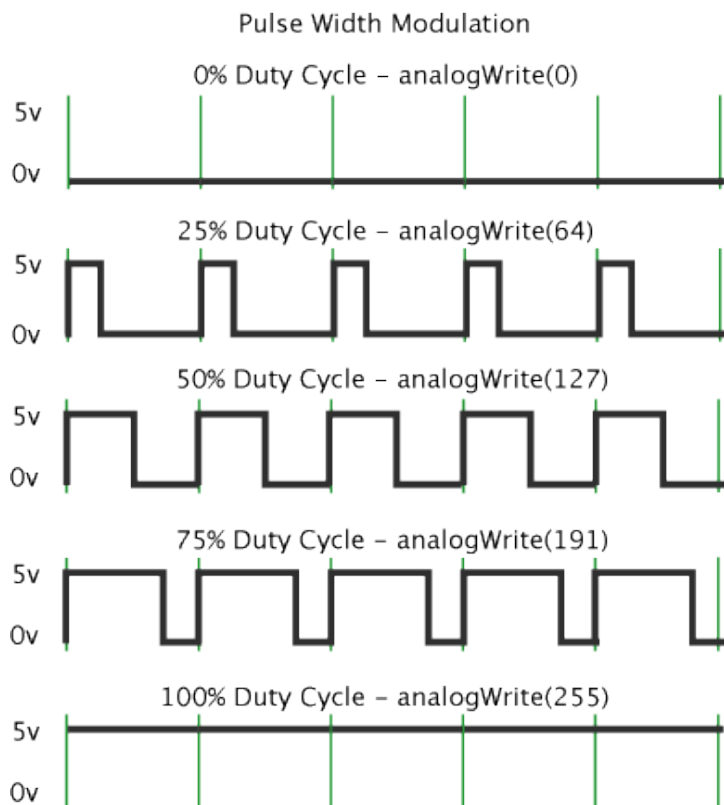 Pulse Width Modulation
0% Duty Cycle – analogWrite(0)
5v
0v
25% Duty Cycle – analogWrite(64)
5v
0v
50% Duty Cycle – analogWrite(127)
5v
0v
75% Duty Cycle – analogWrite(191)
5v
0v
100% Duty Cycle – analogWrite(255)
5v
0v